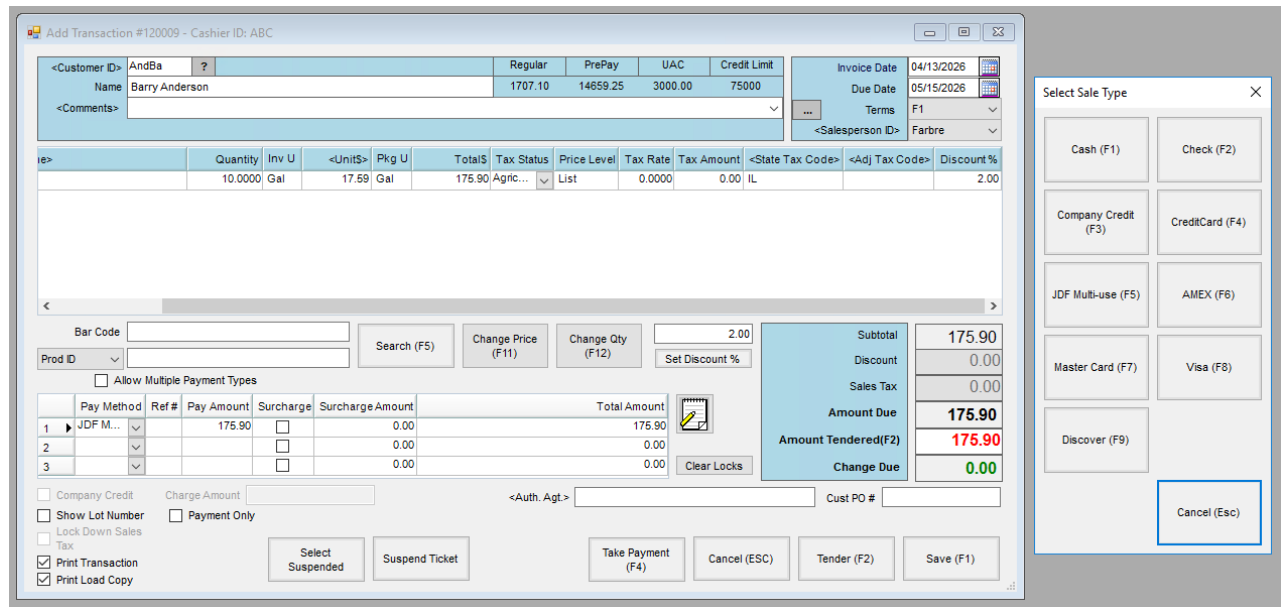 Add Transaction #120009 - Cashier ID: ABC
<Customer ID> AndBa ? Regular PrePay UAC Credit Limit
Name Barry Anderson 1707.10 14659.25 3000.00 75000
<Comments>
Invoice Date 04/13/2026
Due Date 05/15/2026
... Terms F1
<Salesperson ID> Farbre
ıe> Quantity Inv U <Unit$> Pkg U Total$ Tax Status Price Level Tax Rate Tax Amount <State Tax Code> <Adj Tax Code> Discount %
10.0000 Gal 17.59 Gal 175.90 Agric... List 0.0000 0.00 IL 2.00
Bar Code
Prod ID
Search (F5)
Change Price
(F11)
Change Qty
(F12)
2.00
Set Discount %
Allow Multiple Payment Types
Pay Method Ref # Pay Amount Surcharge Surcharge Amount Total Amount
1 JDF M... 175.90 0.00 175.90
2 0.00 0.00
3 0.00 0.00
Clear Locks
Subtotal 175.90
Discount 0.00
Sales Tax 0.00
Amount Due 175.90
Amount Tendered(F2) 175.90
Change Due 0.00
Company Credit Charge Amount
<Auth. Agt.> Cust PO #
Show Lot Number Payment Only
Lock Down Sales
Tax
Print Transaction
Print Load Copy
Select
Suspended
Suspend Ticket
Take Payment
(F4)
Cancel (ESC)
Tender (F2)
Save (F1)
Select Sale Type
Cash (F1) Check (F2)
Company Credit
(F3)
CreditCard (F4)
JDF Multi-use (F5) AMEX (F6)
Master Card (F7) Visa (F8)
Discover (F9)
Cancel (Esc)